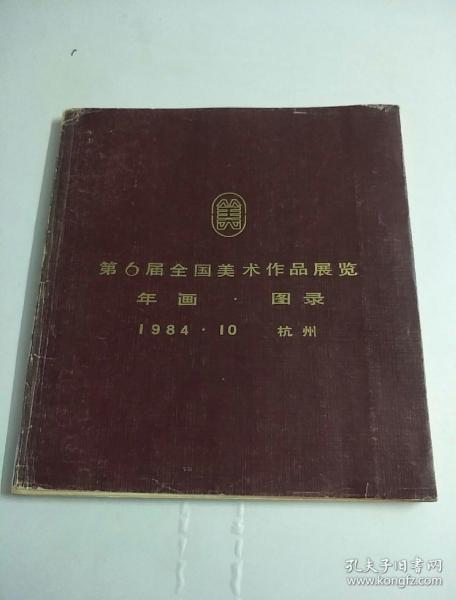 美
第6届全国美术作品展览
年画·图录
1984·10 杭州
孔夫子旧书网
www.kongfz.com